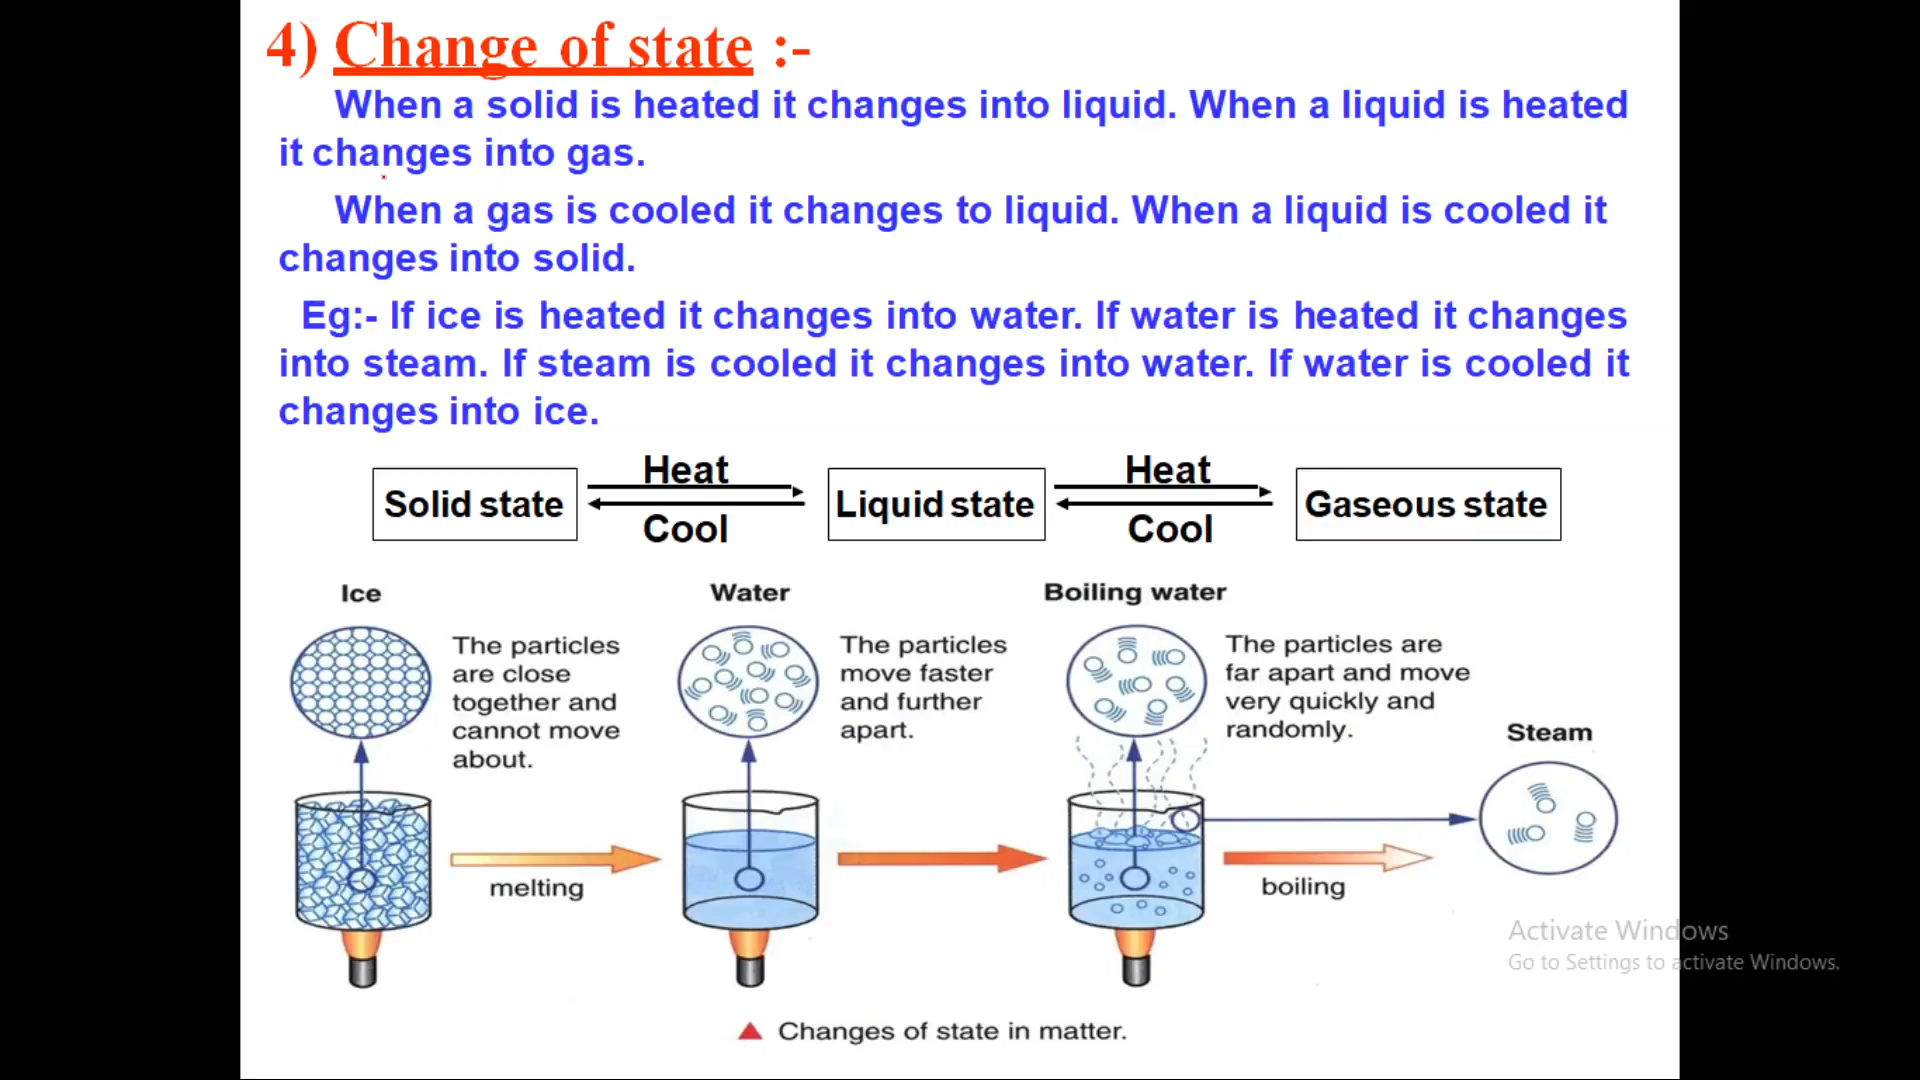 4) Change of state :-
When a solid is heated it changes into liquid. When a liquid is heated
it changes into gas.
When a gas is cooled it changes to liquid. When a liquid is cooled it
changes into solid.
Eg:- If ice is heated it changes into water. If water is heated it changes
into steam. If steam is cooled it changes into water. If water is cooled it
changes into ice.
Solid state
Heat
Cool
Liquid state
Heat
Cool
Gaseous state
Ice
The particles
are close
together and
cannot move
about.
melting
Water
The particles
move faster
and further
apart.
Boiling water
The particles are
far apart and move
very quickly and
randomly.
boiling
Steam
Activate Windows
Go to Settings to activate Windows.
Changes of state in matter.